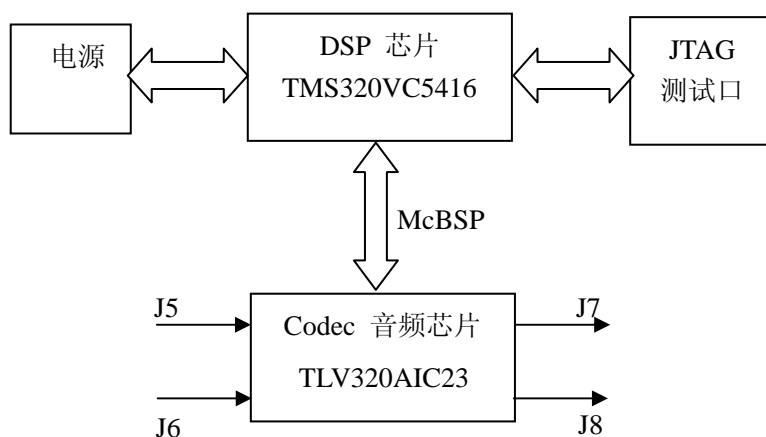 电源
DSP 芯片
TMS320VC5416
JTAG
测试口
McBSP
J5
Codec 音频芯片
J7
TLV320AIC23
J6
J8